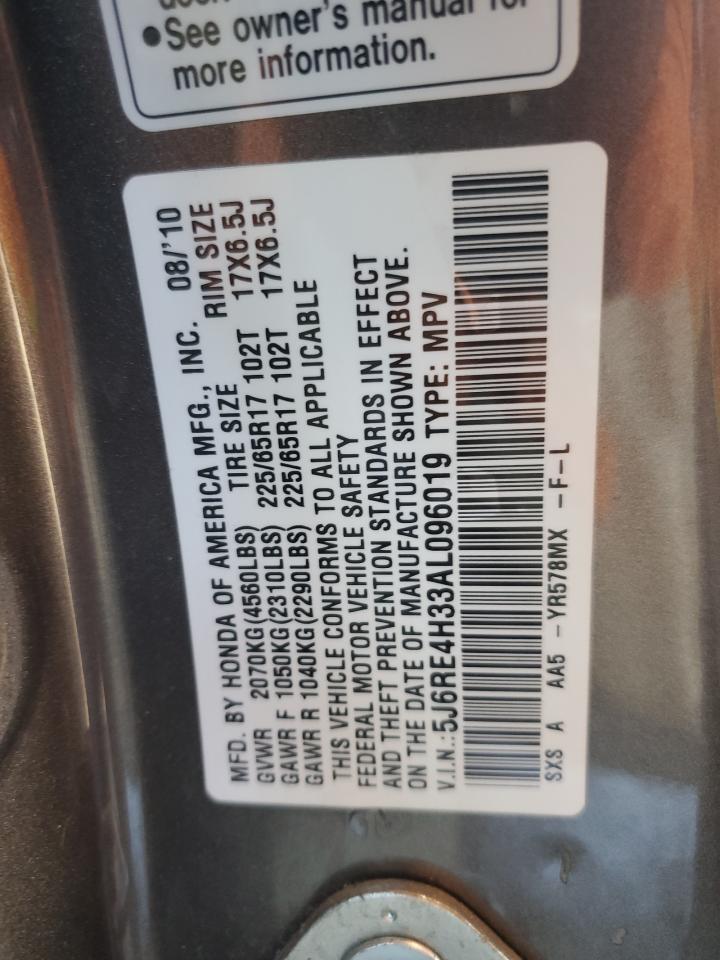 ●See owner's manual for
more information.
MFD. BY HONDA OF AMERICA MFG., INC. 08/'10
GVWR 2070KG(4560LBS) TIRE SIZE RIM SIZE
GAWR F 1050KG(2310LBS) 225/65R17 102T 17X6.5J
GAWR R 1040KG(2290LBS) 225/65R17 102T 17X6.5J
THIS VEHICLE CONFORMS TO ALL APPLICABLE
FEDERAL MOTOR VEHICLE SAFETY
AND THEFT PREVENTION STANDARDS IN EFFECT
ON THE DATE OF MANUFACTURE SHOWN ABOVE.
V.I.N.:5J6RE4H33AL096019 TYPE: MPV
SXS A AA5 -YR578MX -F-L